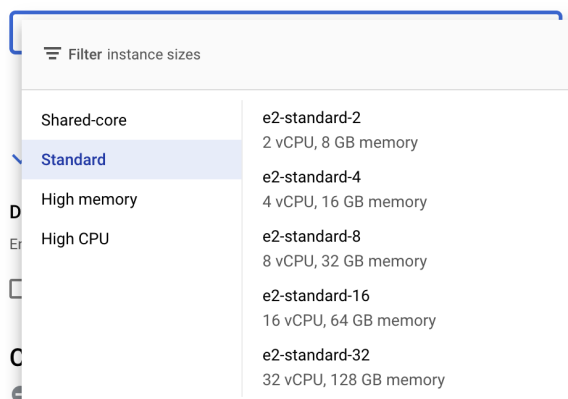 Filter instance sizes
Shared-core
Standard
High memory
High CPU
e2-standard-2
2 vCPU, 8 GB memory
e2-standard-4
4 vCPU, 16 GB memory
e2-standard-8
8 vCPU, 32 GB memory
e2-standard-16
16 vCPU, 64 GB memory
e2-standard-32
32 vCPU, 128 GB memory